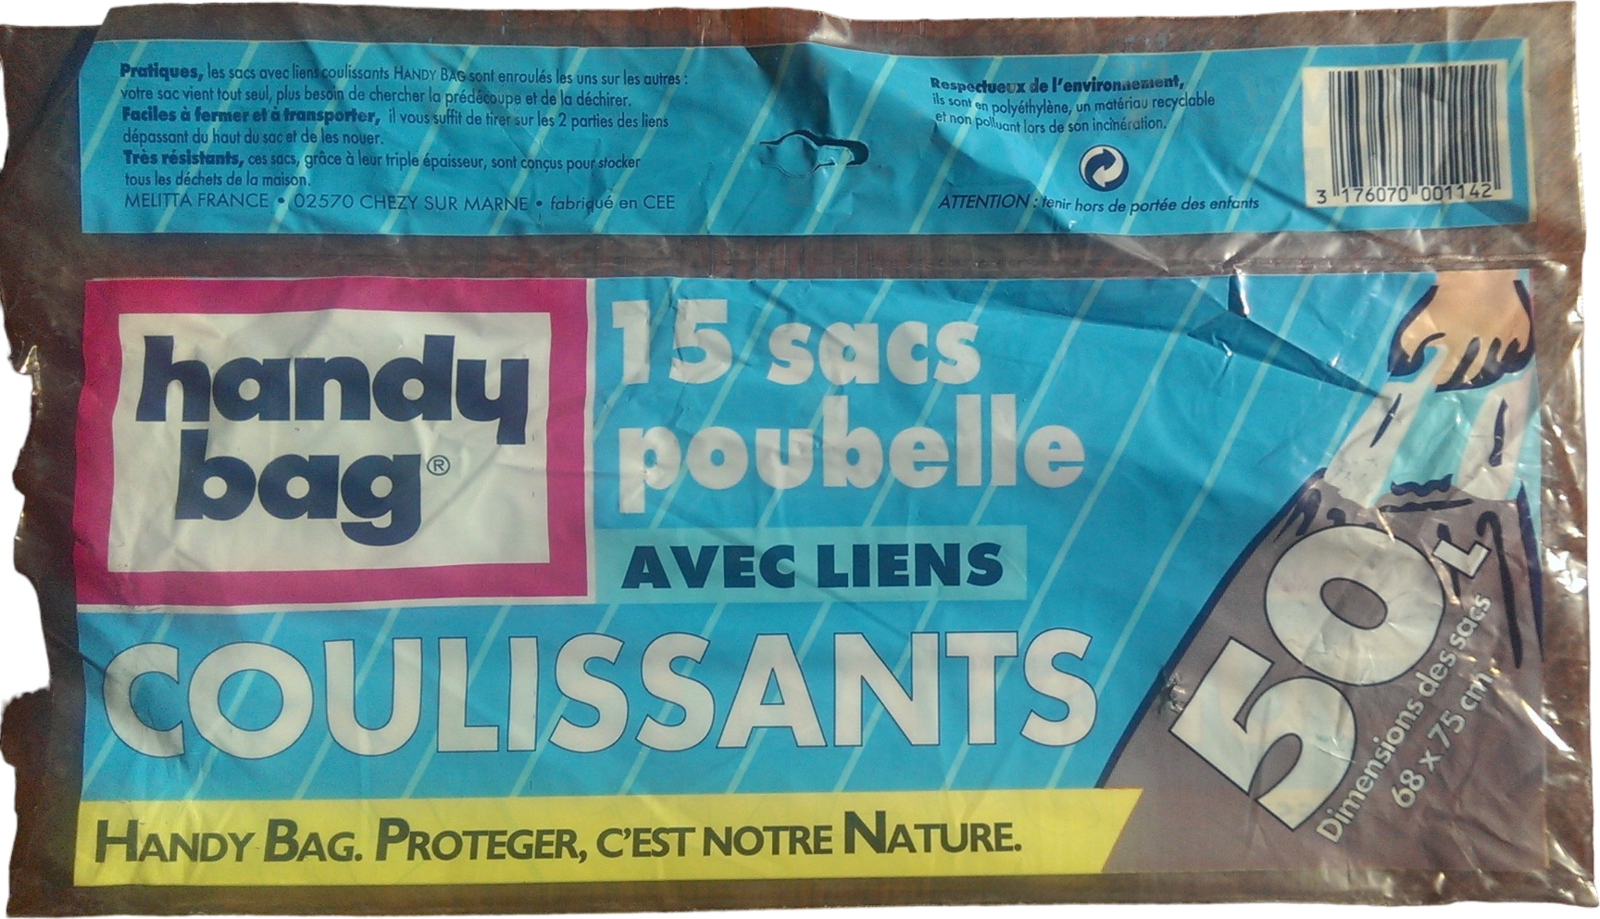 Pratiques, les sacs avec liens coulissants HANDY BAG sont enroulés les uns sur les autres :
votre sac vient tout seul, plus besoin de chercher la prédécoupe et de la déchirer.
Faciles à fermer et à transporter, il vous suffit de tirer sur les 2 parties des liens
dépassant du haut du sac et de les nouer.
Très résistants, ces sacs, grâce à leur triple épaisseur, sont conçus pour stocker
tous les déchets de la maison.
MELITTA FRANCE • 02570 CHEZY SUR MARNE • fabriqué en CEE
Respectueux de l'environnement,
ils sont en polyéthylène, un matériau recyclable
et non polluant lors de son incinération.
ATTENTION : tenir hors de portée des enfants
3 176070 001142
handy
bag®
15 sacs
poubelle
AVEC LIENS
COULISSANTS
50L
Dimensions des sacs
68 x 75 cm
HANDY BAG. PROTEGER, C'EST NOTRE NATURE.